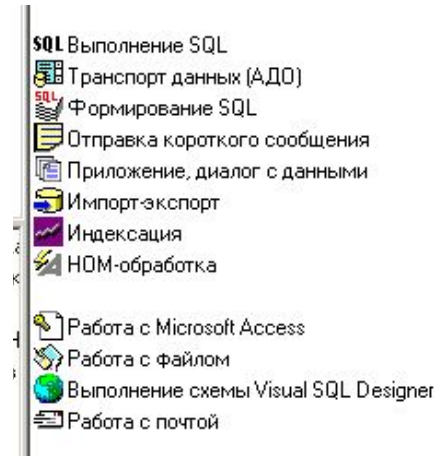 SQL Выполнение SQL
Транспорт данных (АДО)
SQL Формирование SQL
Отправка короткого сообщения
Приложение, диалог с данными
Импорт-экспорт
Индексация
НОМ-обработка
Работа с Microsoft Access
Работа с файлом
Выполнение схемы Visual SQL Designer
Работа с почтой